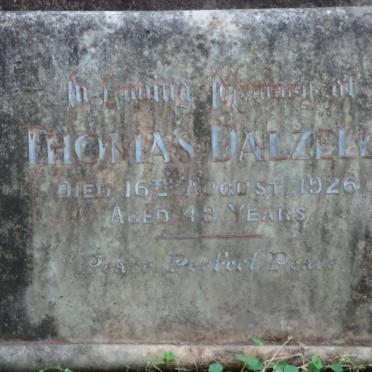 In Loving Memory of
THOMAS DALZELL
DIED 16TH AUGUST, 1926
AGED 48 YEARS.
"Peace, Perfect Peace